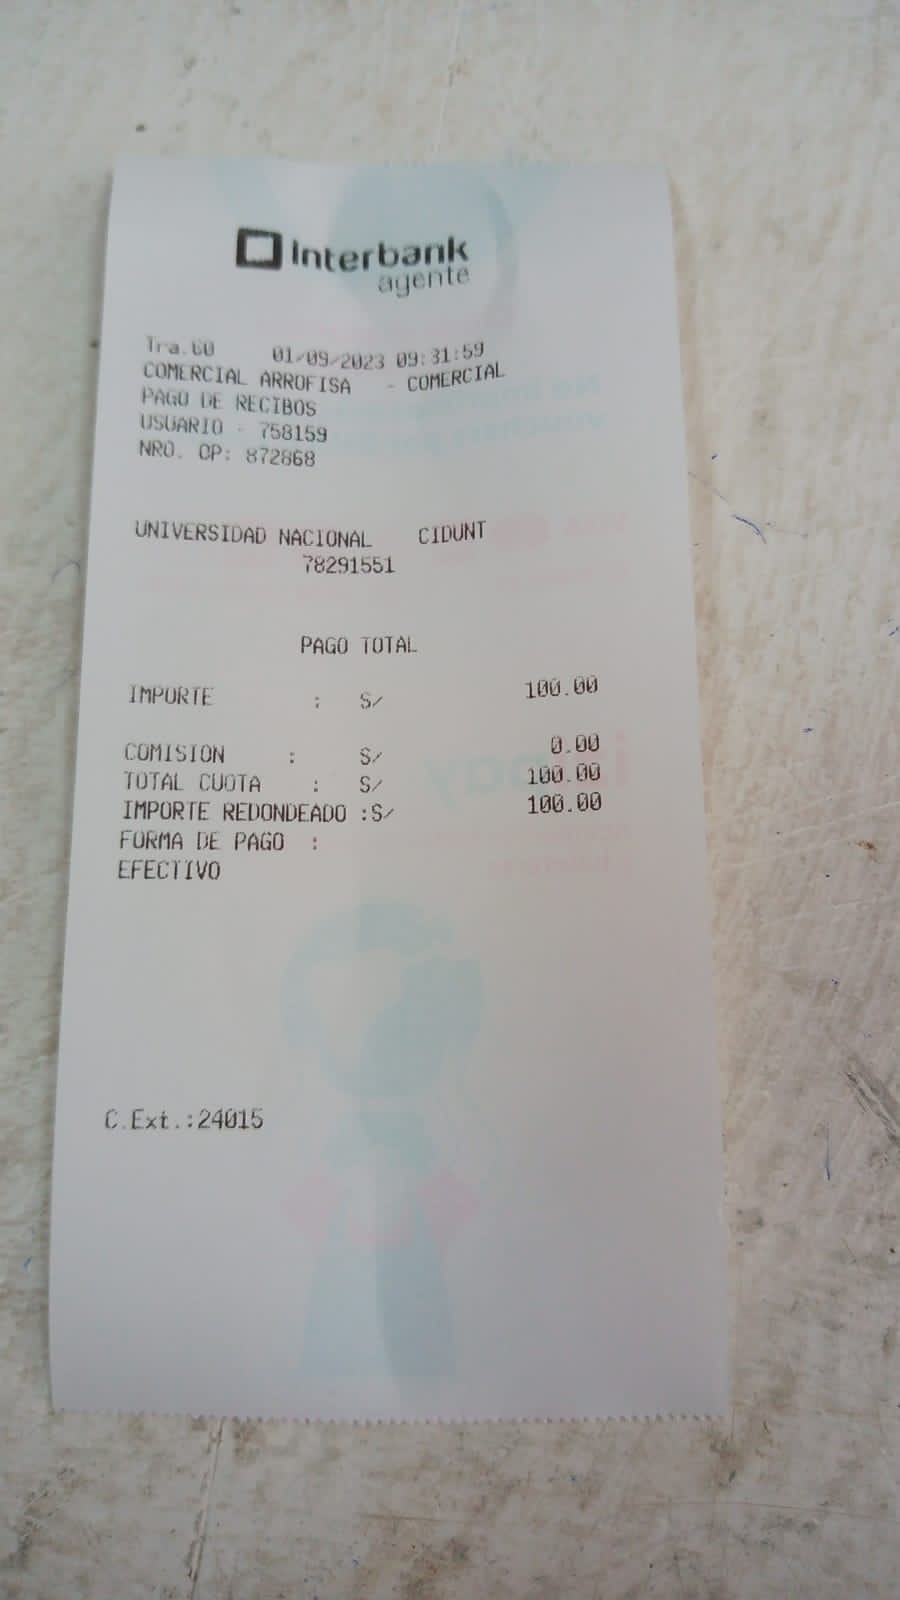 Interbank
agente
Tra.60 01/09/2023 09:31:59
COMERCIAL ARROFISA - COMERCIAL
PAGO DE RECIBOS
USUARIO - 758159
NRO. OP: 872868
UNIVERSIDAD NACIONAL CIDUNT
78291551
PAGO TOTAL
IMPORTE : S/ 100.00
COMISION : S/ 0.00
TOTAL CUOTA : S/ 100.00
IMPORTE REDONDEADO :S/ 100.00
FORMA DE PAGO :
EFECTIVO
C.Ext.:24015